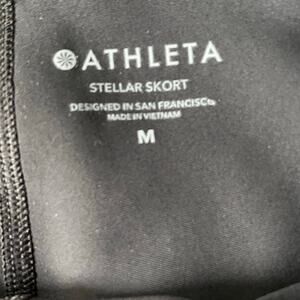 ATHLETA
STELLAR SKORT
DESIGNED IN SAN FRANCISCO
MADE IN VIETNAM
M